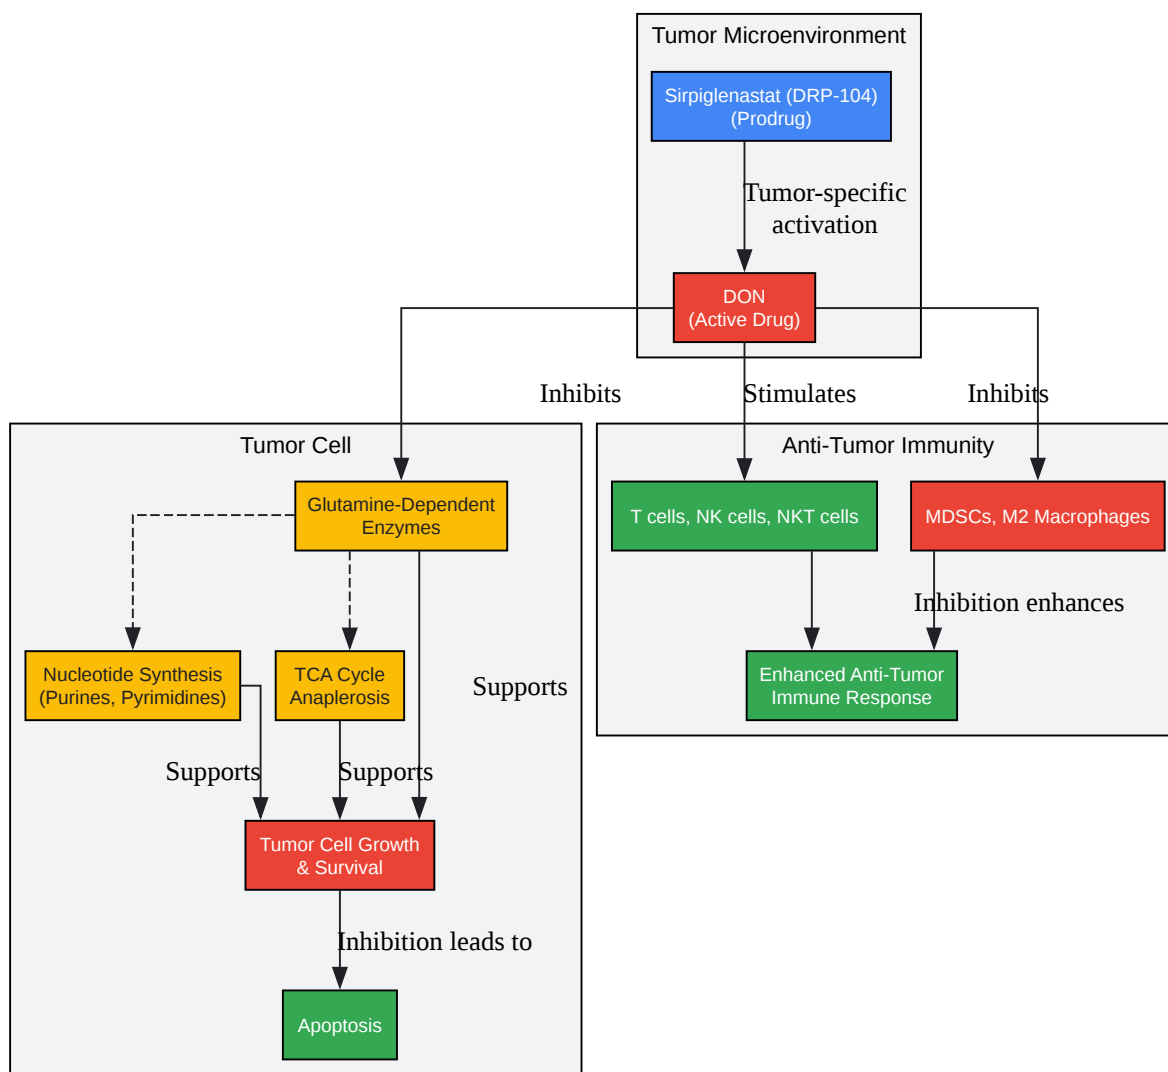 Tumor Microenvironment
Sirpiglenastat (DRP-104)
(Prodrug)
Tumor-specific
activation
DON
(Active Drug)
Inhibits
Stimulates
Inhibits
Tumor Cell
Anti-Tumor Immunity
Glutamine-Dependent
Enzymes
T cells, NK cells, NKT cells
MDSCs, M2 Macrophages
Inhibition enhances
Nucleotide Synthesis
(Purines, Pyrimidines)
TCA Cycle
Anaplerosis
Supports
Enhanced Anti-Tumor
Immune Response
Supports
Supports
Tumor Cell Growth
& Survival
Inhibition leads to
Apoptosis